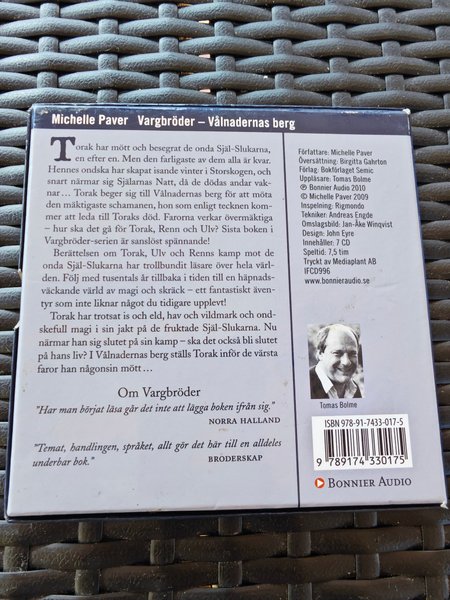 Michelle Paver Vargbröder – Vålnadernas berg
Torak har mött och besegrat de onda Själ-Slukarna,
en efter en. Men den farligaste av dem alla är kvar.
Hennes ondska har skapat isande vinter i Storskogen, och
snart närmar sig Själarnas Natt, då de dödas andar vak-
nar… Torak beger sig till Vålnadernas berg för att möta
den mäktigaste schamanen, hon som enligt tecknen kom-
mer att leda till Toraks död. Farorna verkar övermäktiga
– hur ska det gå för Torak, Renn och Ulv? Sista boken i
Vargbröder-serien är sanslöst spännande!
Berättelsen om Torak, Ulv och Renns kamp mot de
onda Själ-Slukarna har trollbundit läsare över hela vär-
den. Följ med tusentals år tillbaka i tiden till en häpnads-
väckande värld av magi och skräck – ett fantastiskt även-
tyr som inte liknar något du tidigare upplevt!
Torak har trotsat is och eld, hav och vildmark och ond-
skefull magi i sin jakt på de fruktade Själ-Slukarna. Nu
närmar han sig slutet på sin kamp – ska det också bli slutet
på hans liv? I Vålnadernas berg ställs Torak inför de värsta
faror han någonsin mött…
Om Vargbröder
"Har man börjat läsa går det inte att lägga boken ifrån sig."
NORRA HALLAND
"Temat, handlingen, språket, allt gör det här till en alldeles
underbar bok."
BRÖDERSKAP
Författare: Michelle Paver
Översättning: Birgitta Gahrton
Förlag: Bokförlaget Semic
Uppläsare: Tomas Bolme
℗ Bonnier Audio 2010
© Michelle Paver 2009
Inspelning: Rigmondo
Tekniker: Andreas Engde
Omslagsbild: Jan-Åke Winqvist
Design: John Eyre
Innehåller: 7 CD
Speltid: 7,5 tim
Tryckt av Mediaplant AB
IFCD996
www.bonnieraudio.se
Tomas Bolme
ISBN 978-91-7433-017-5
9 789174 330175
BONNIER AUDIO